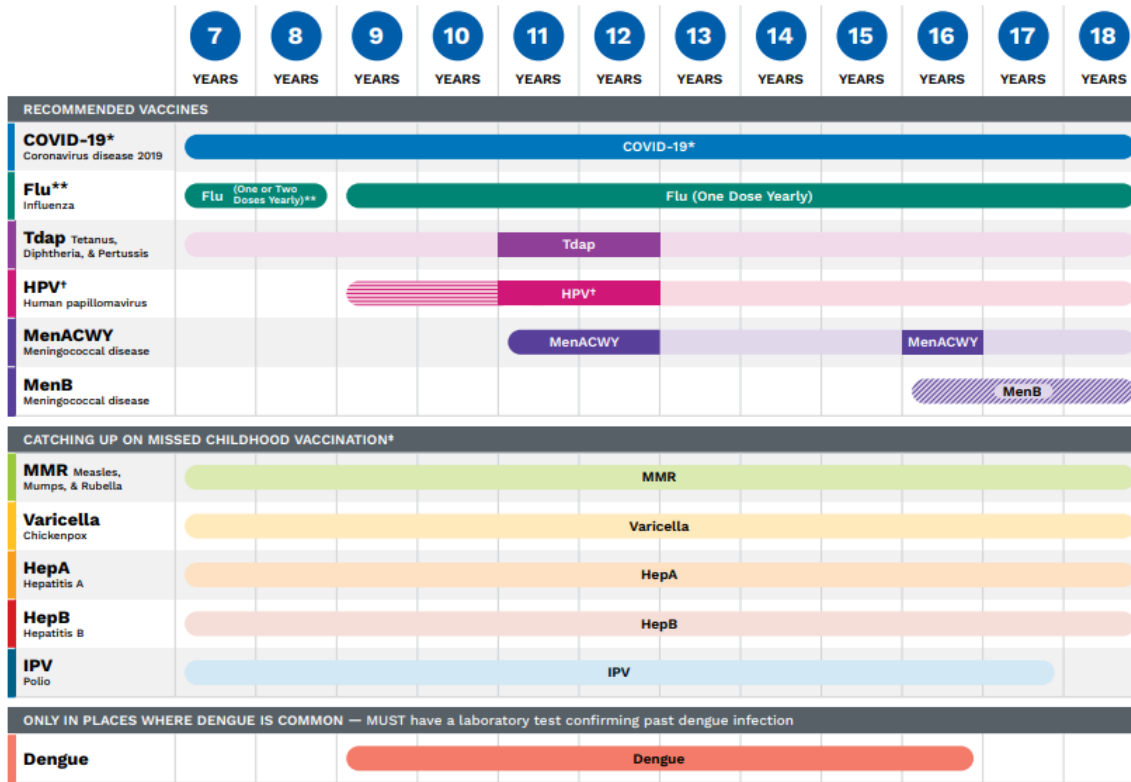 7 8 9 10 11 12 13 14 15 16 17 18
YEARS YEARS YEARS YEARS YEARS YEARS YEARS YEARS YEARS YEARS YEARS YEARS
RECOMMENDED VACCINES
COVID-19*
Coronavirus disease 2019
COVID-19*
Flu**
Influenza
Flu (One or Two
Doses Yearly)**
Flu (One Dose Yearly)
Tdap Tetanus,
Diphtheria, & Pertussis
Tdap
HPV†
Human papillomavirus
HPV†
MenACWY
Meningococcal disease
MenACWY
MenACWY
MenB
Meningococcal disease
MenB
CATCHING UP ON MISSED CHILDHOOD VACCINATION‡
MMR Measles,
Mumps, & Rubella
MMR
Varicella
Chickenpox
Varicella
HepA
Hepatitis A
HepA
HepB
Hepatitis B
HepB
IPV
Polio
IPV
ONLY IN PLACES WHERE DENGUE IS COMMON — MUST have a laboratory test confirming past dengue infection
Dengue
Dengue